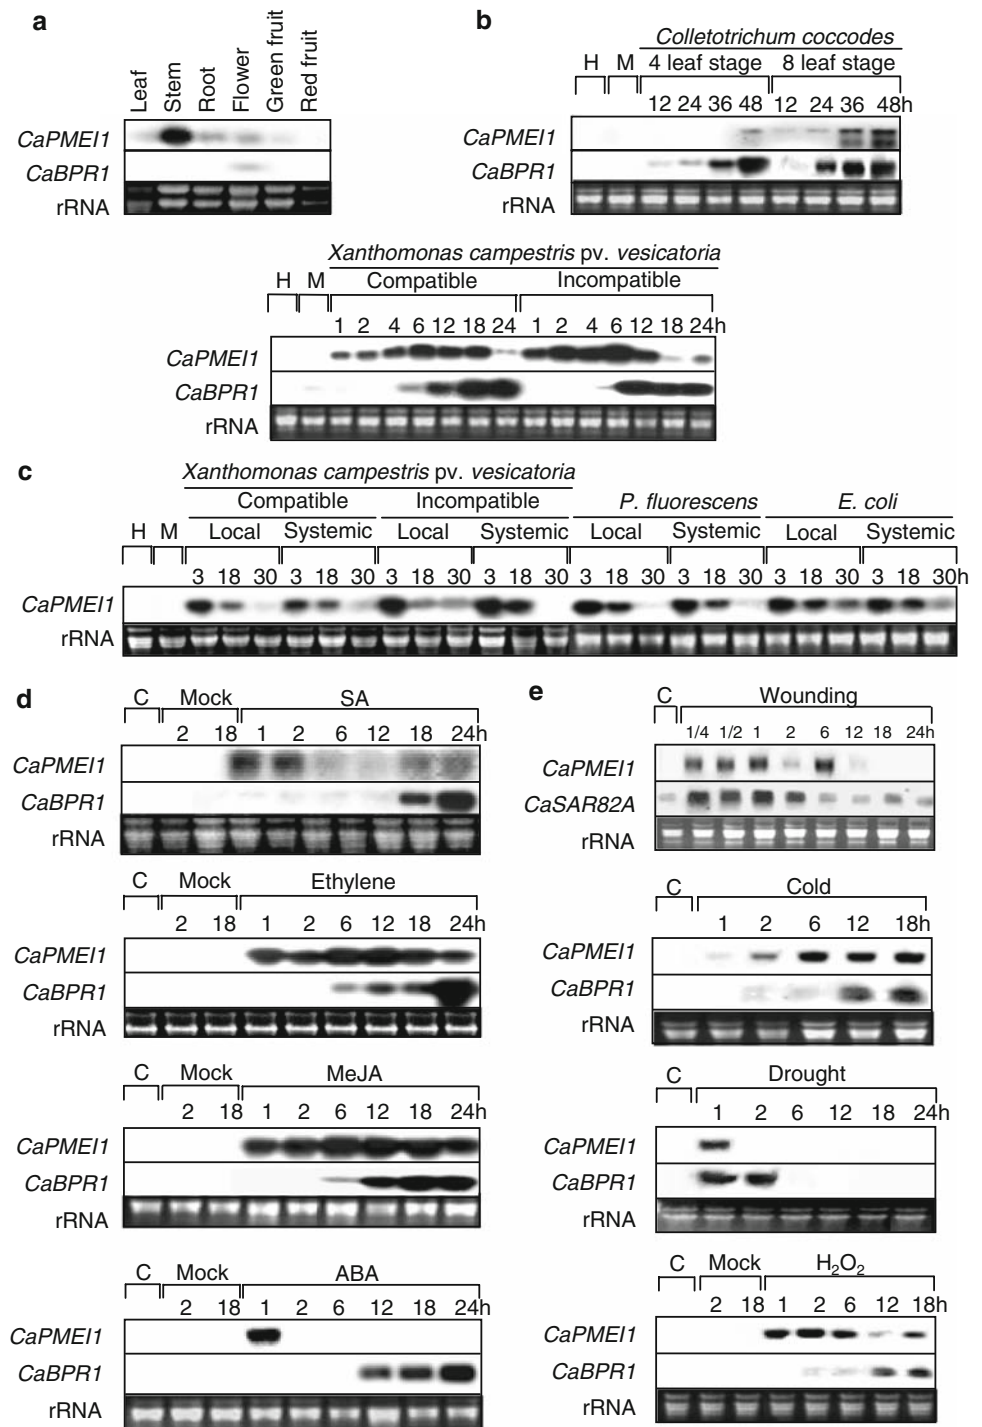 a
Leaf
Stem
Root
Flower
Green fruit
Red fruit
CaPMEI1
CaBPR1
rRNA
b
Colletotrichum coccodes
H M 4 leaf stage 8 leaf stage
12 24 36 48 12 24 36 48h
CaPMEI1
CaBPR1
rRNA
Xanthomonas campestris pv. vesicatoria
H M Compatible Incompatible
1 2 4 6 12 18 24 1 2 4 6 12 18 24h
CaPMEI1
CaBPR1
rRNA
c
Xanthomonas campestris pv. vesicatoria
Compatible Incompatible P. fluorescens E. coli
H M Local Systemic Local Systemic Local Systemic Local Systemic
3 18 30 3 18 30 3 18 30 3 18 30 3 18 30 3 18 30 3 18 30 3 18 30h
CaPMEI1
rRNA
d
C Mock SA
2 18 1 2 6 12 18 24h
CaPMEI1
CaBPR1
rRNA
C Mock Ethylene
2 18 1 2 6 12 18 24h
CaPMEI1
CaBPR1
rRNA
C Mock MeJA
2 18 1 2 6 12 18 24h
CaPMEI1
CaBPR1
rRNA
C Mock ABA
2 18 1 2 6 12 18 24h
CaPMEI1
CaBPR1
rRNA
e
C Wounding
1/4 1/2 1 2 6 12 18 24h
CaPMEI1
CaSAR82A
rRNA
C Cold
1 2 6 12 18h
CaPMEI1
CaBPR1
rRNA
C Drought
1 2 6 12 18 24h
CaPMEI1
CaBPR1
rRNA
C Mock H₂O₂
2 18 1 2 6 12 18h
CaPMEI1
CaBPR1
rRNA